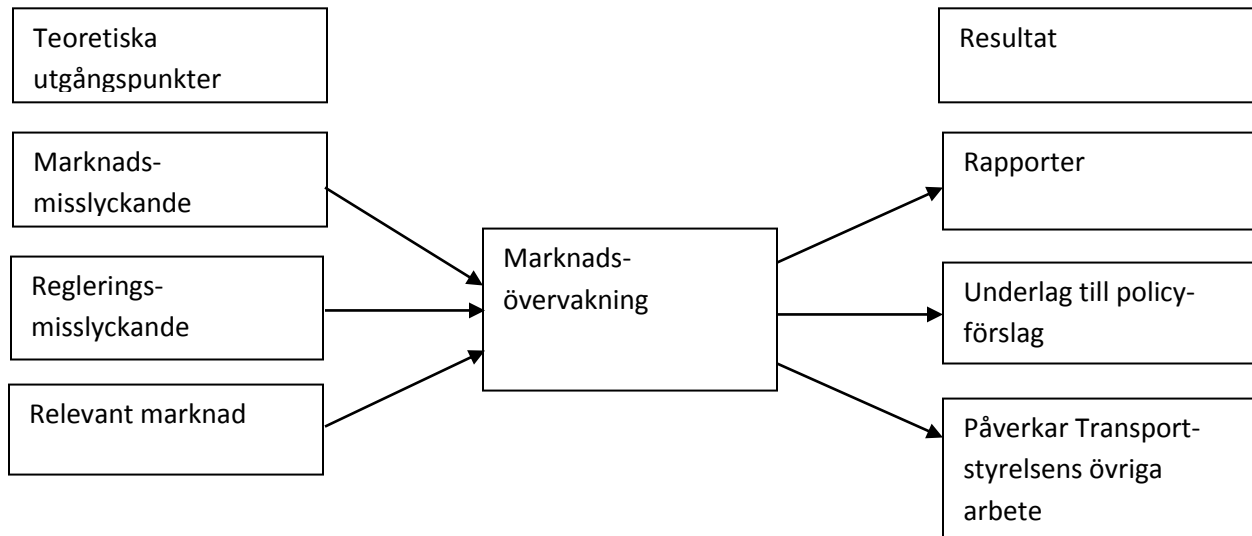 Teoretiska
utgångspunkter
Marknads-
misslyckande
Reglerings-
misslyckande
Relevant marknad
Marknads-
övervakning
Resultat
Rapporter
Underlag till policy-
förslag
Påverkar Transport-
styrelsens övriga
arbete